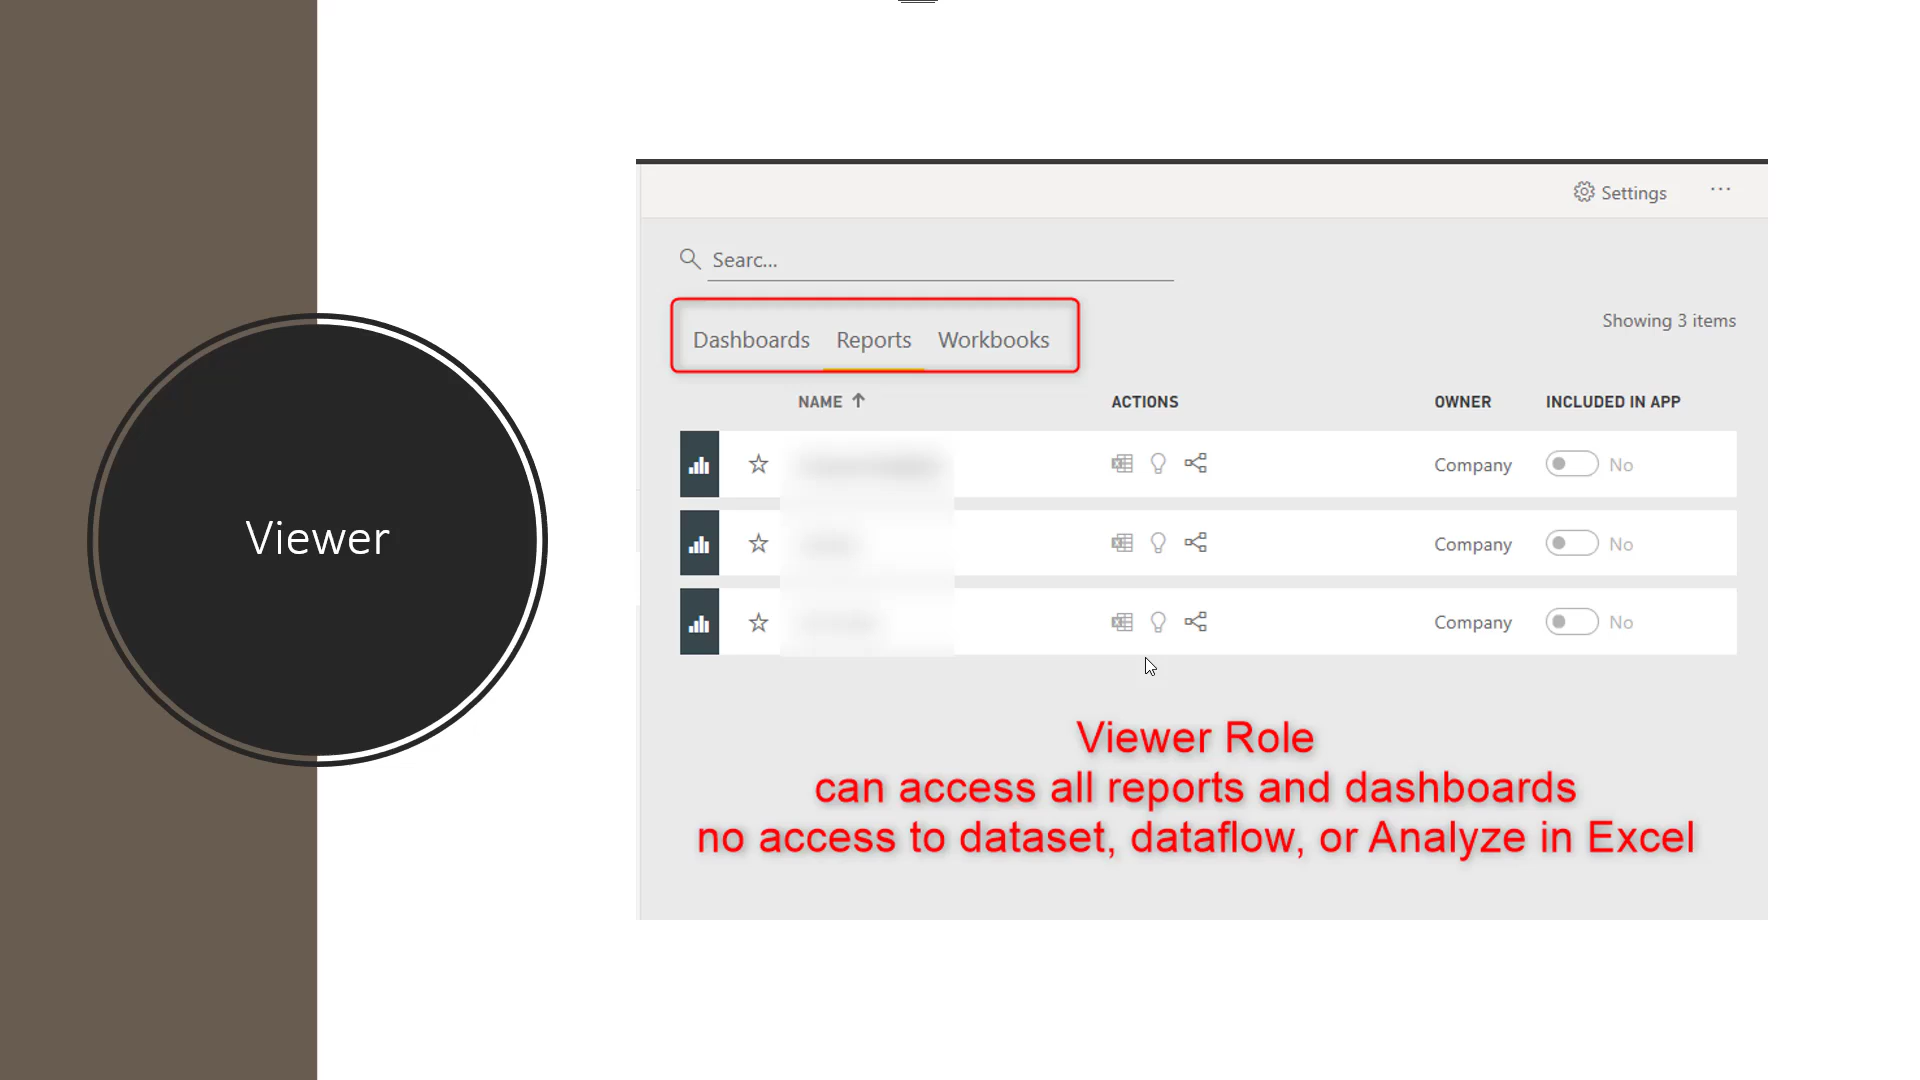 Viewer
Settings
Searc...
Showing 3 items
Dashboards Reports Workbooks
NAME ACTIONS OWNER INCLUDED IN APP
Company No
Company No
Company No
Viewer Role
can access all reports and dashboards
no access to dataset, dataflow, or Analyze in Excel